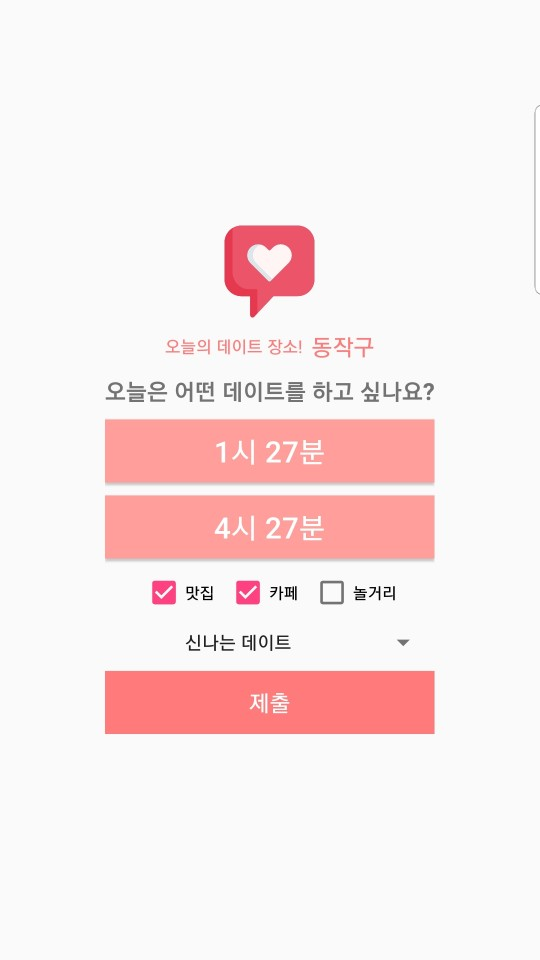 오늘의 데이트 장소! 동작구
오늘은 어떤 데이트를 하고 싶나요?
1시 27분
4시 27분
맛집 카페 놀거리
신나는 데이트
제출